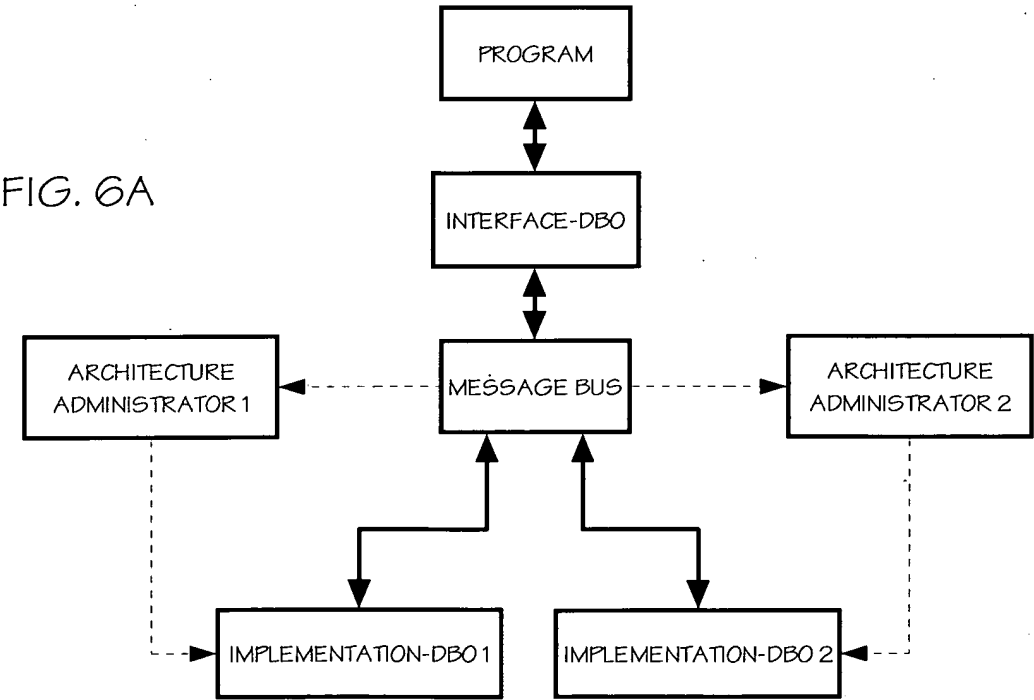 PROGRAM
FIG. 6A
INTERFACE-DBO
ARCHITECTURE
ADMINISTRATOR 1
MESSAGE BUS
ARCHITECTURE
ADMINISTRATOR 2
IMPLEMENTATION-DBO 1
IMPLEMENTATION-DBO 2